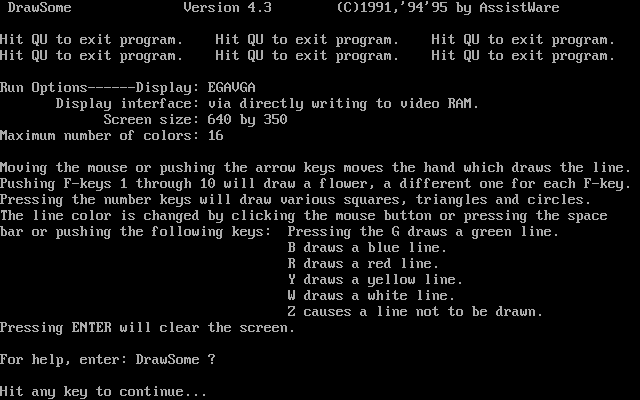 DrawSome Version 4.3 (C)1991,'94'95 by AssistWare
Hit QU to exit program. Hit QU to exit program. Hit QU to exit program.
Hit QU to exit program. Hit QU to exit program. Hit QU to exit program.
Run Options------Display: EGAVGA
Display interface: via directly writing to video RAM.
Screen size: 640 by 350
Maximum number of colors: 16
Moving the mouse or pushing the arrow keys moves the hand which draws the line.
Pushing F-keys 1 through 10 will draw a flower, a different one for each F-key.
Pressing the number keys will draw various squares, triangles and circles.
The line color is changed by clicking the mouse button or pressing the space
bar or pushing the following keys: Pressing the G draws a green line.
B draws a blue line.
R draws a red line.
Y draws a yellow line.
W draws a white line.
Z causes a line not to be drawn.
Pressing ENTER will clear the screen.
For help, enter: DrawSome ?
Hit any key to continue...